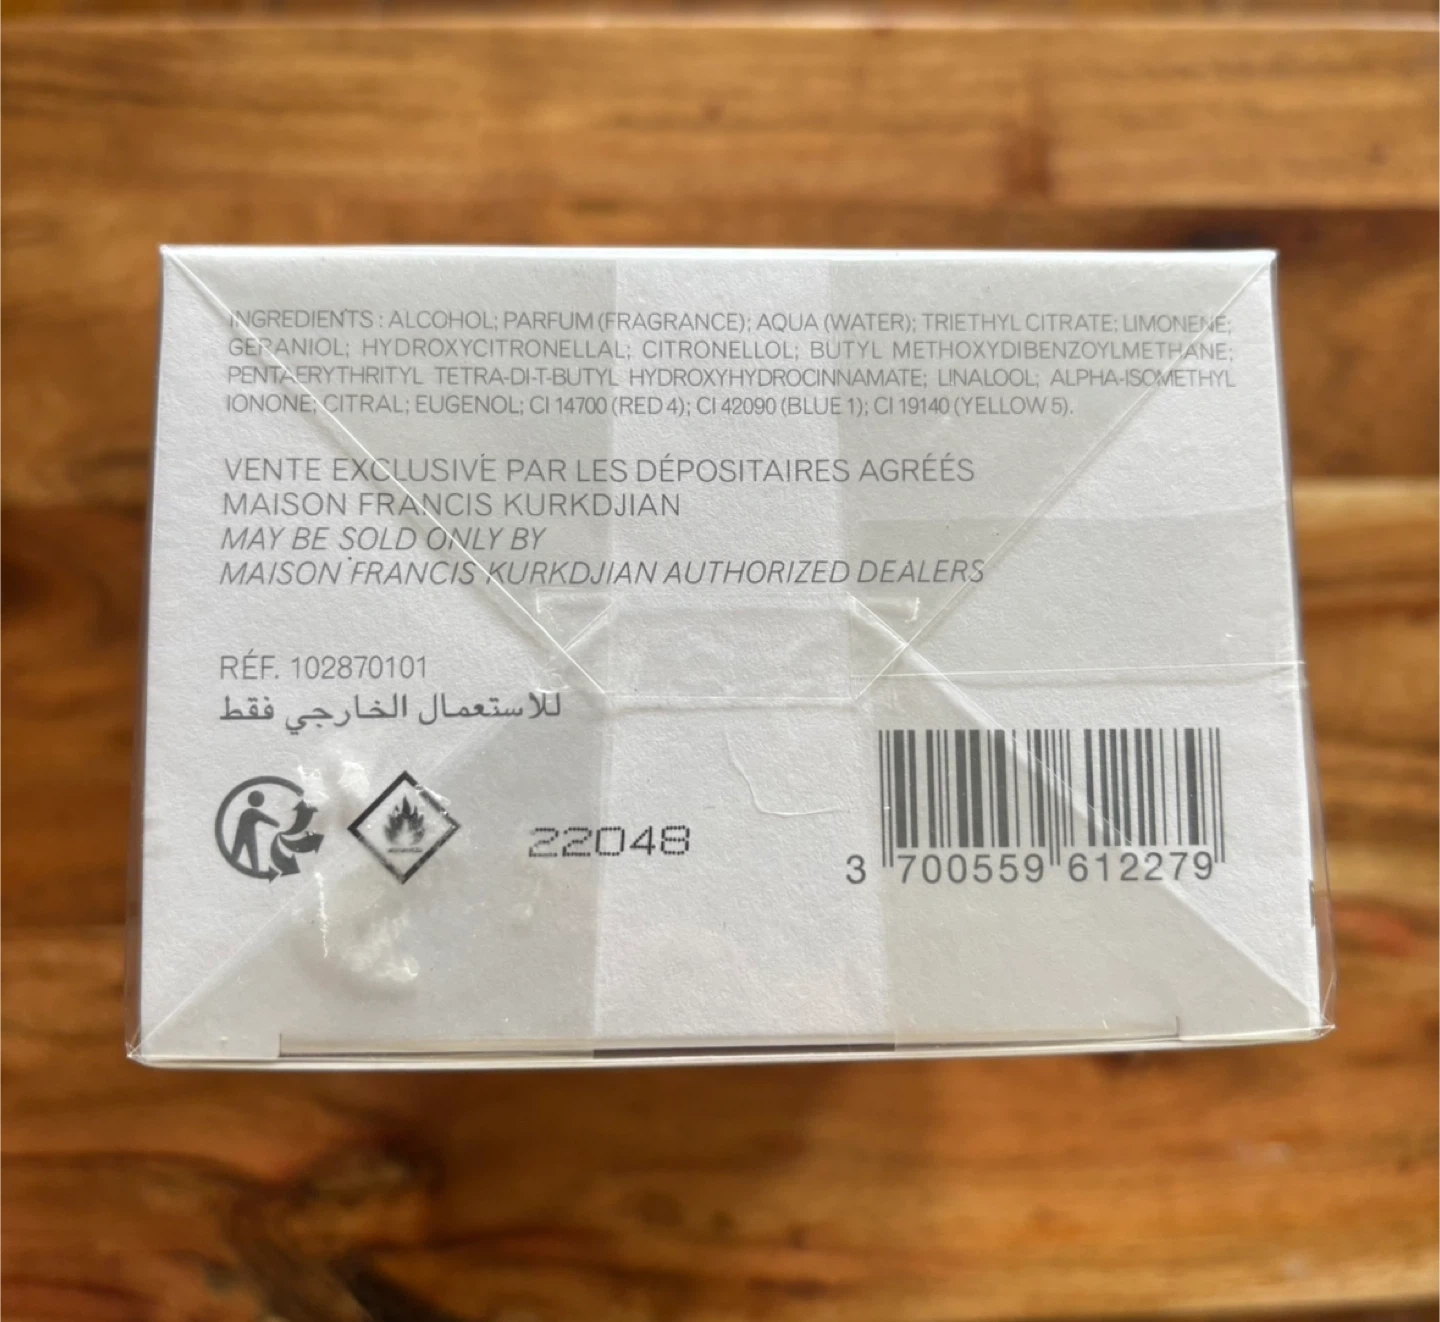 INGREDIENTS : ALCOHOL; PARFUM (FRAGRANCE); AQUA (WATER); TRIETHYL CITRATE; LIMONENE;
GERANIOL; HYDROXYCITRONELLAL; CITRONELLOL; BUTYL METHOXYDIBENZOYLMETHANE;
PENTAERYTHRITYL TETRA-DI-T-BUTYL HYDROXYHYDROCINNAMATE; LINALOOL; ALPHA-ISOMETHYL
IONONE; CITRAL; EUGENOL; CI 14700 (RED 4); CI 42090 (BLUE 1); CI 19140 (YELLOW 5).
VENTE EXCLUSIVE PAR LES DÉPOSITAIRES AGRÉÉS
MAISON FRANCIS KURKDJIAN
MAY BE SOLD ONLY BY
MAISON FRANCIS KURKDJIAN AUTHORIZED DEALERS
RÉF. 102870101
للاستعمال الخارجي فقط
22048
3 700559 612279